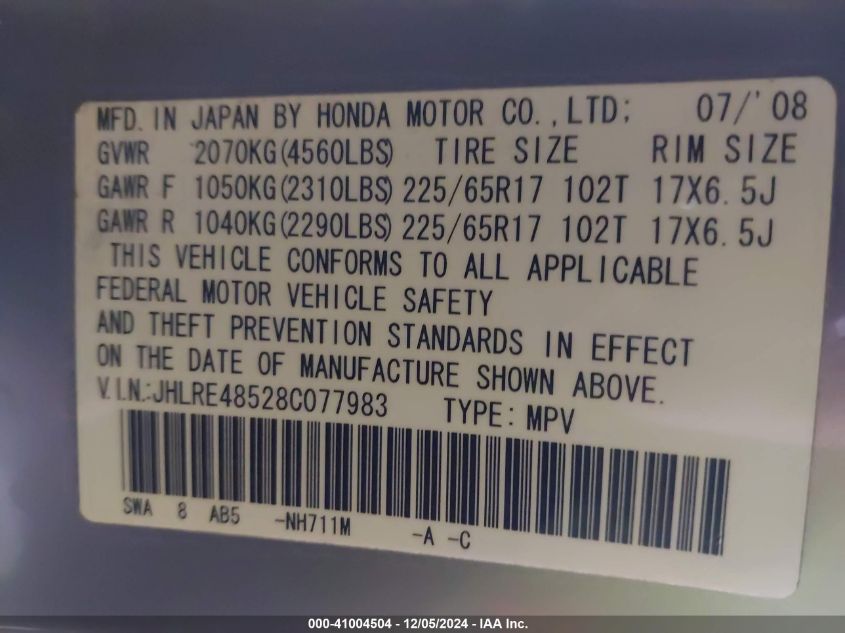 MFD. IN JAPAN BY HONDA MOTOR CO.,LTD; 07/'08
GVWR 2070KG(4560LBS) TIRE SIZE RIM SIZE
GAWR F 1050KG(2310LBS) 225/65R17 102T 17X6.5J
GAWR R 1040KG(2290LBS) 225/65R17 102T 17X6.5J
THIS VEHICLE CONFORMS TO ALL APPLICABLE
FEDERAL MOTOR VEHICLE SAFETY
AND THEFT PREVENTION STANDARDS IN EFFECT
ON THE DATE OF MANUFACTURE SHOWN ABOVE.
V.I.N.:JHLRE48528C077983 TYPE: MPV
SWA 8 AB5 -NH711M -A -C
000-41004504 - 12/05/2024 - IAA Inc.